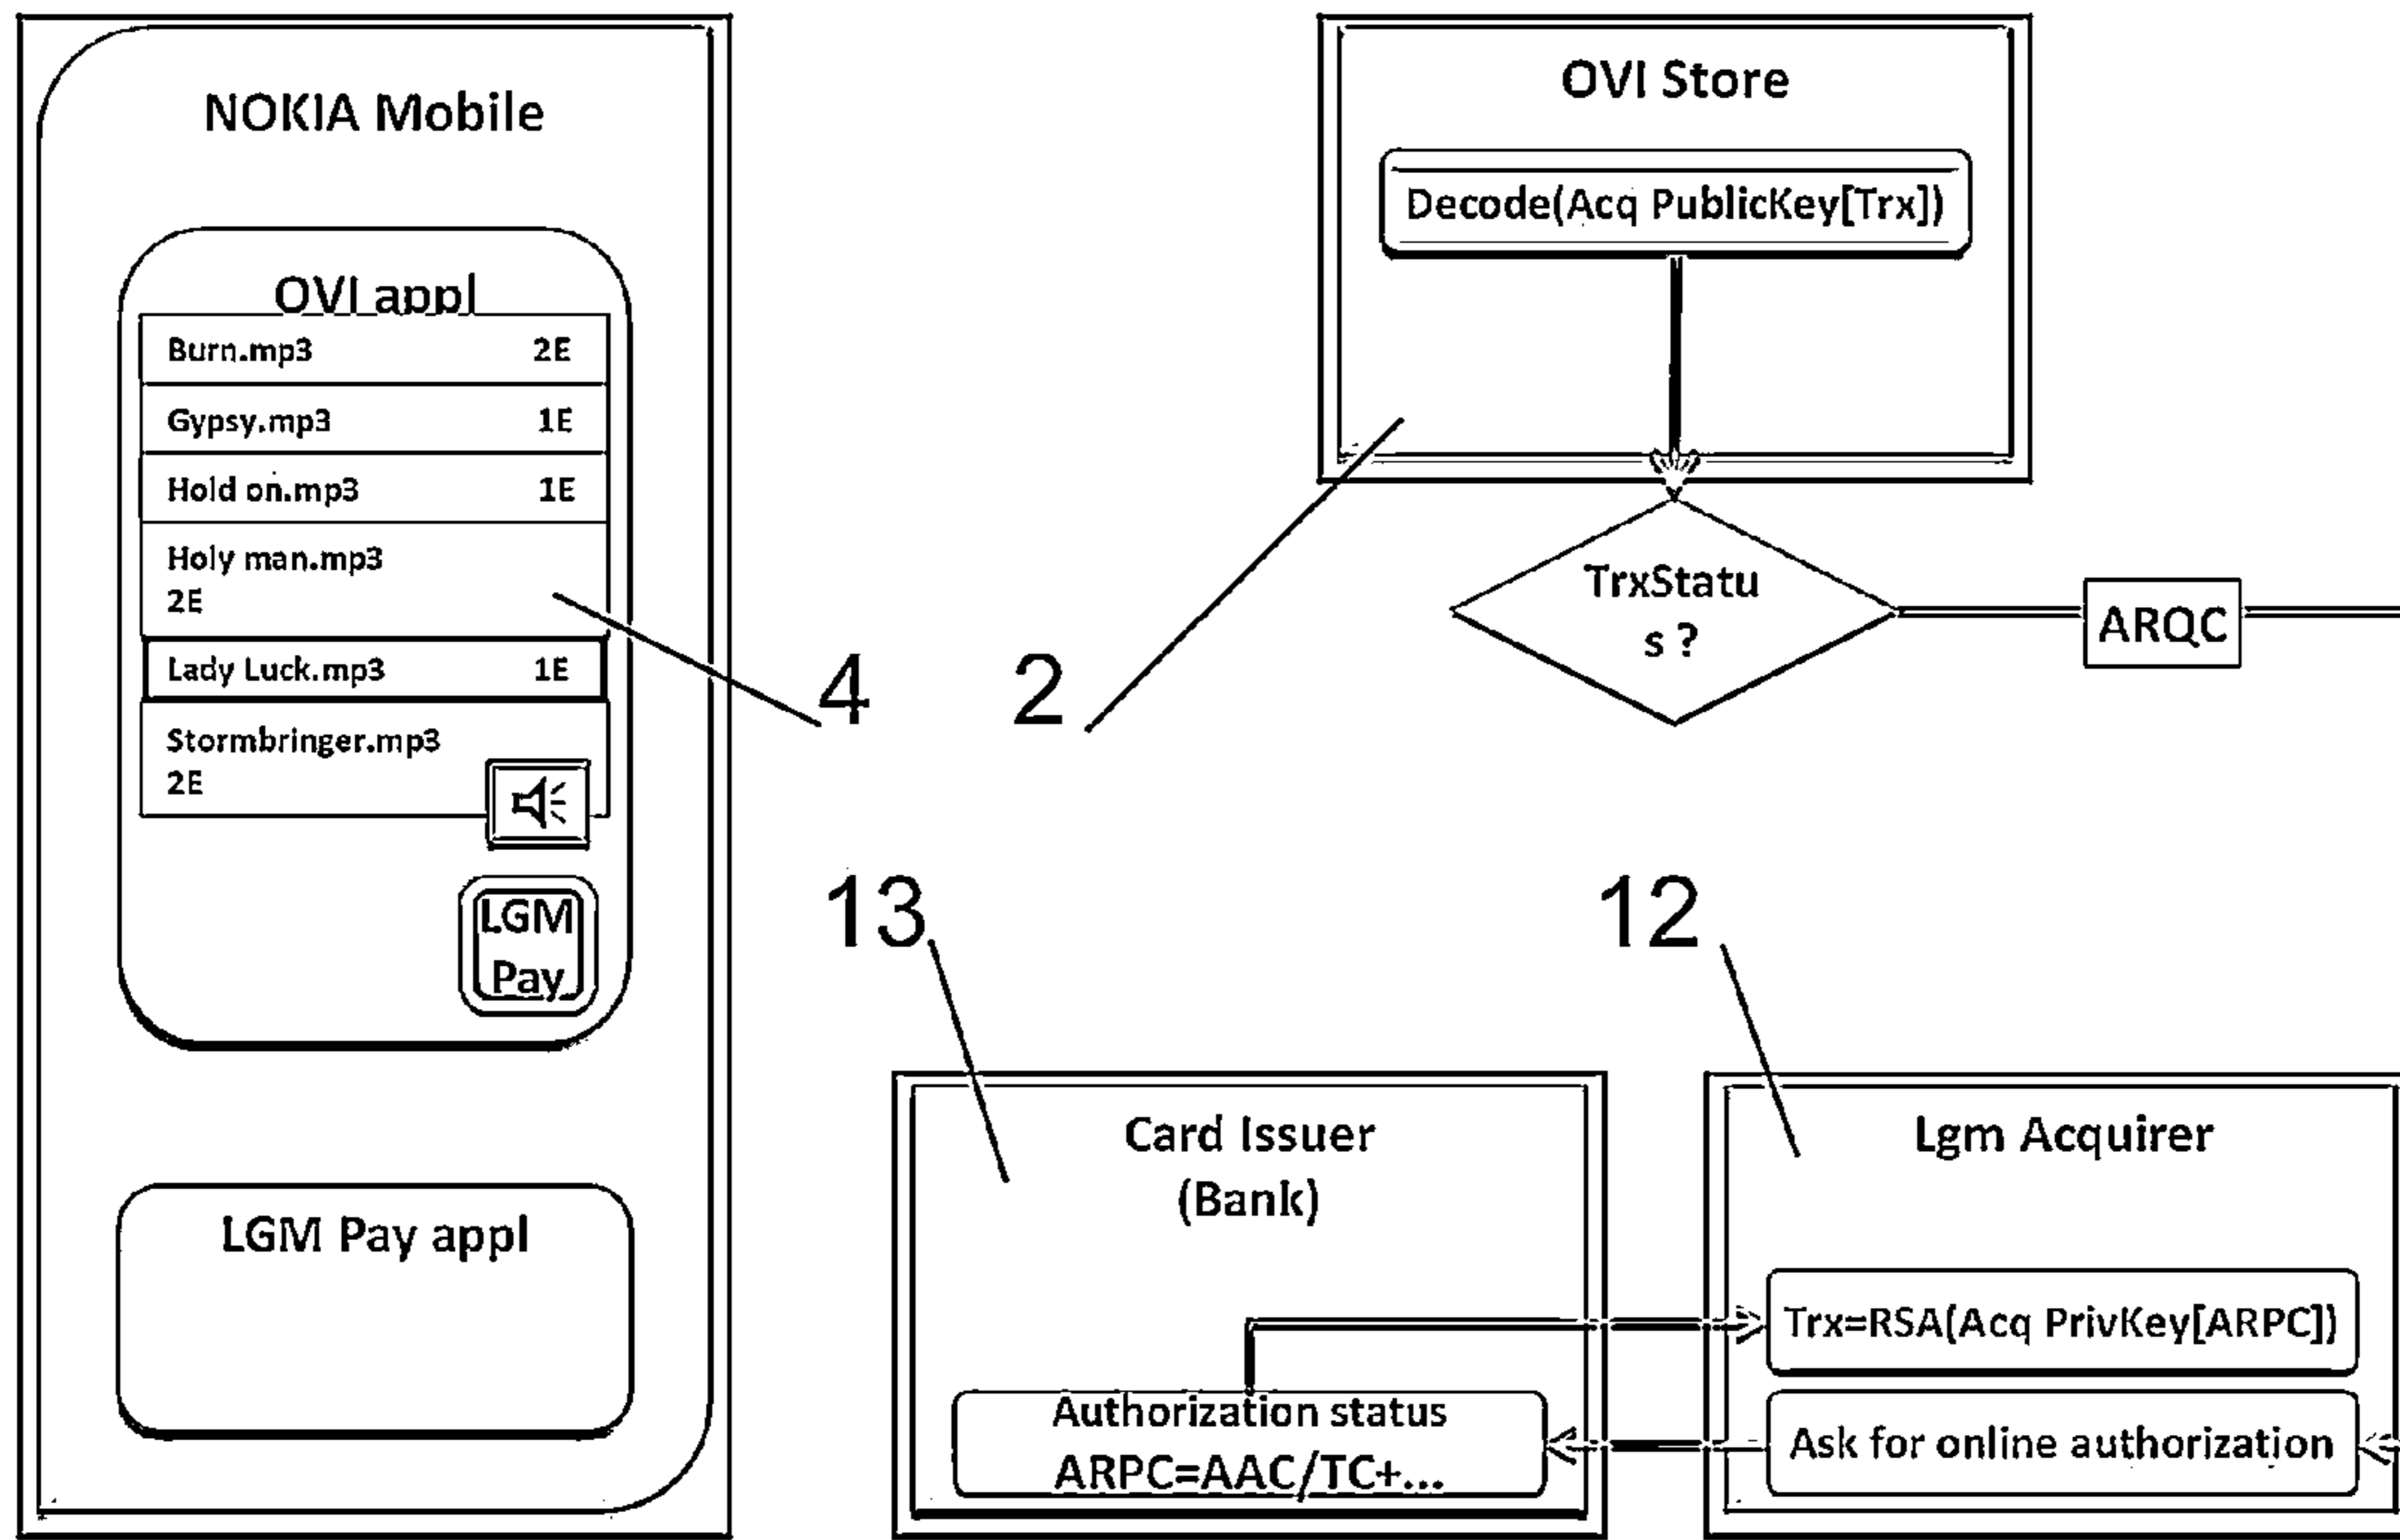 NOKIA Mobile
OVI appl
Burn.mp3 2E
Gypsy.mp3 1E
Hold on.mp3 1E
Holy man.mp3
2E
Lady Luck.mp3 1E
Stormbringer.mp3
2E
LGM
Pay
LGM Pay appl
4
2
OVI Store
Decode(Acq PublicKey[Trx])
TrxStatu
s ?
ARQC
13
12
Card Issuer
(Bank)
Authorization status
ARPC=AAC/TC+...
Lgm Acquirer
Trx=RSA(Acq PrivKey[ARPC])
Ask for online authorization